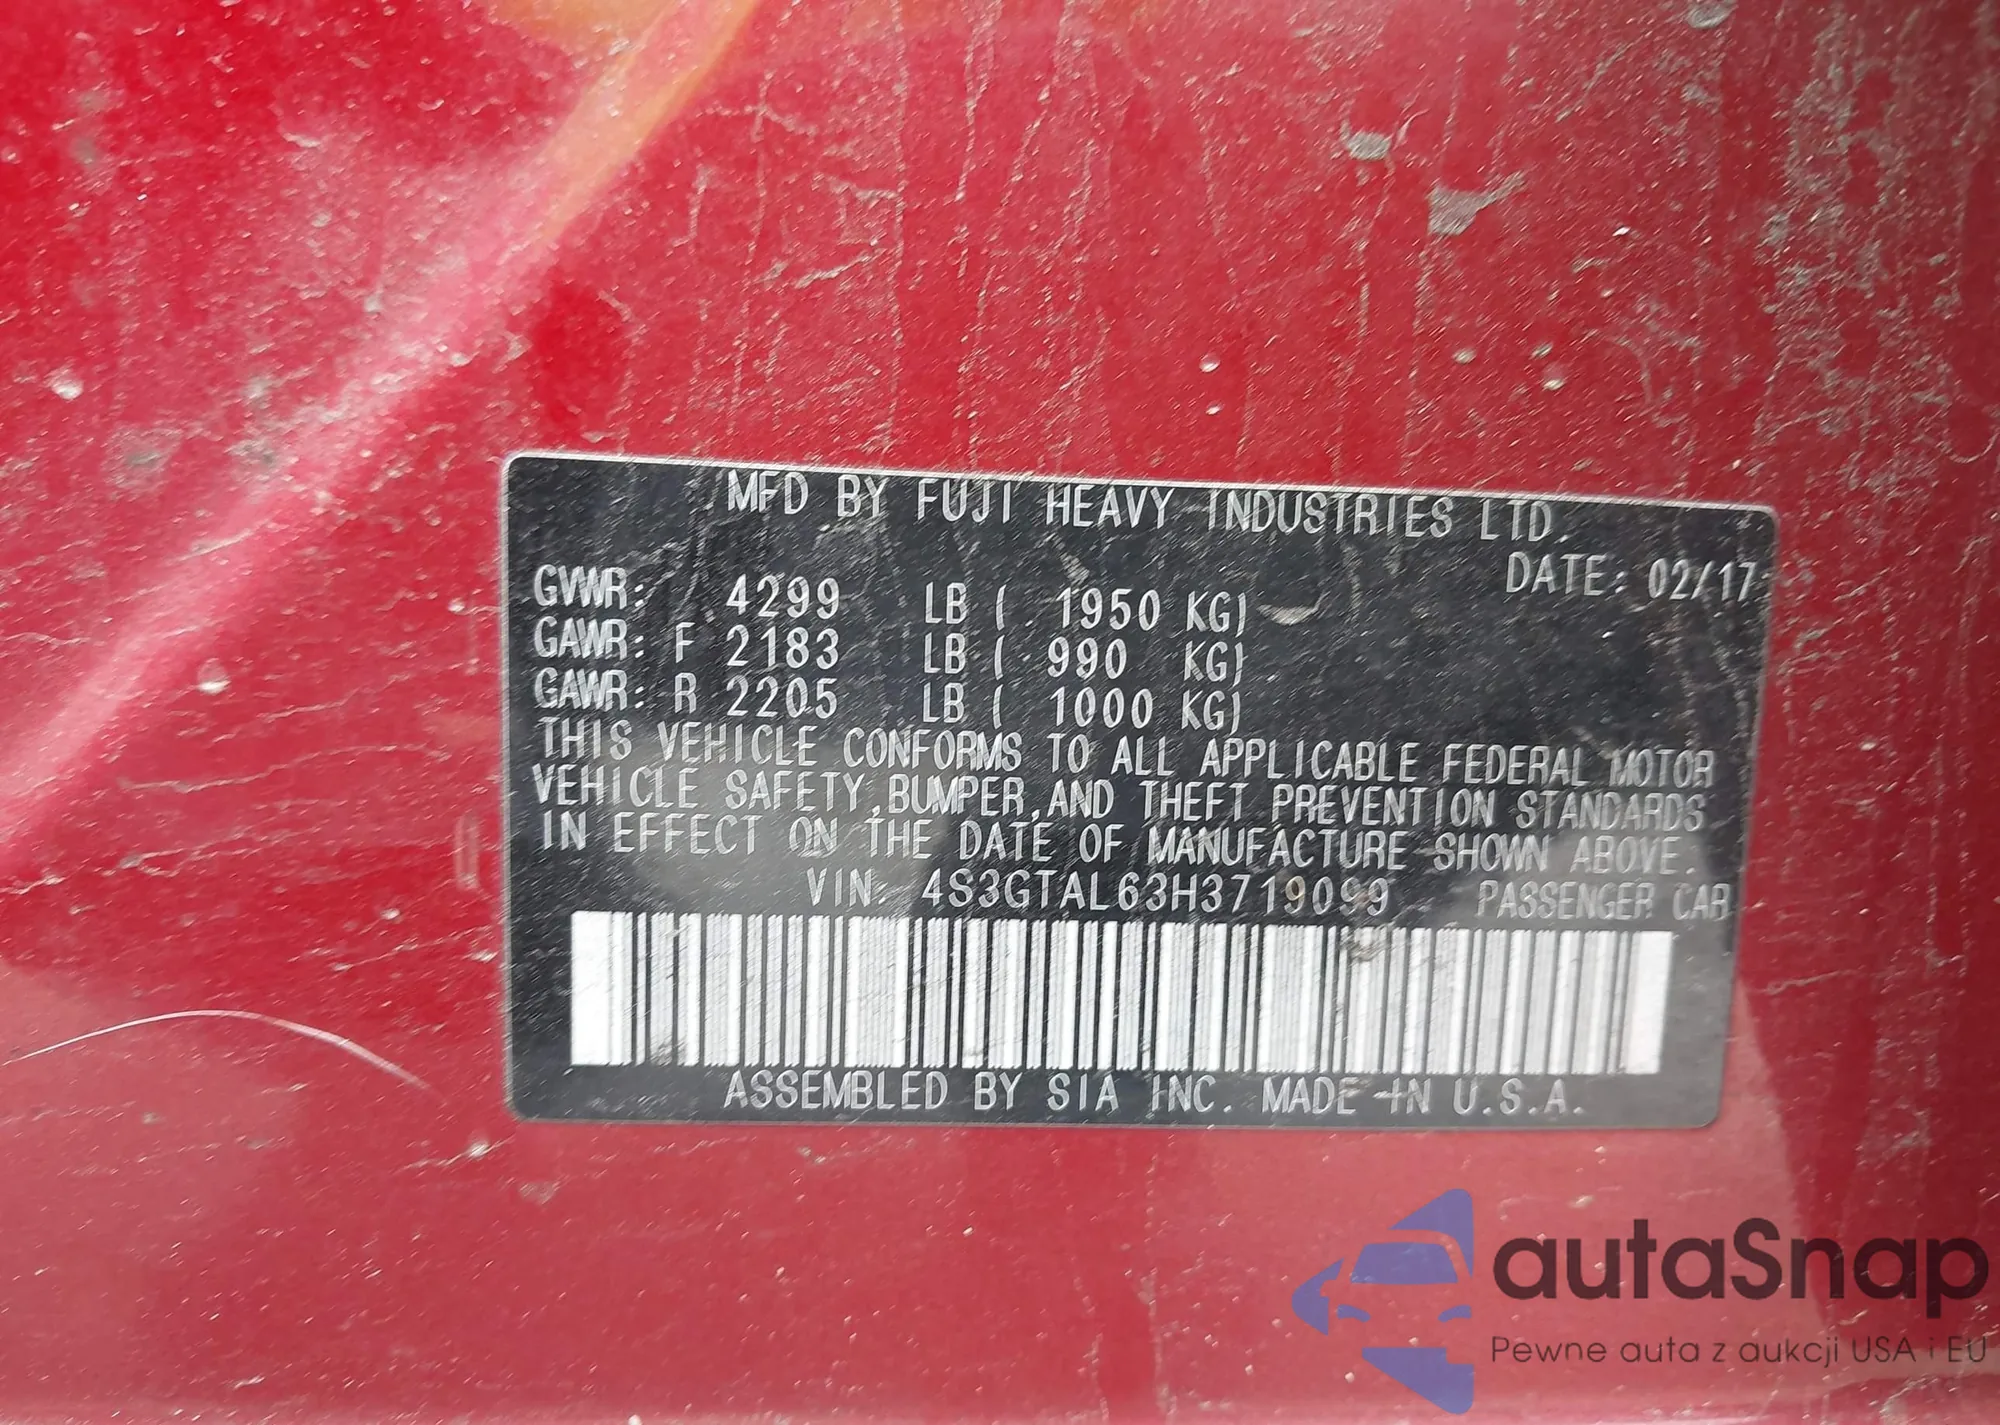 MFD BY FUJI HEAVY INDUSTRIES LTD.
DATE: 02/17
GVWR: 4299 LB ( 1950 KG)
GAWR: F 2183 LB ( 990 KG)
GAWR: R 2205 LB ( 1000 KG)
THIS VEHICLE CONFORMS TO ALL APPLICABLE FEDERAL MOTOR
VEHICLE SAFETY,BUMPER,AND THEFT PREVENTION STANDARDS
IN EFFECT ON THE DATE OF MANUFACTURE SHOWN ABOVE.
VIN: 4S3GTAL63H3719099 PASSENGER CAR
ASSEMBLED BY SIA INC. MADE IN U.S.A.
autaSnap
Pewne auta z aukcji USA i EU